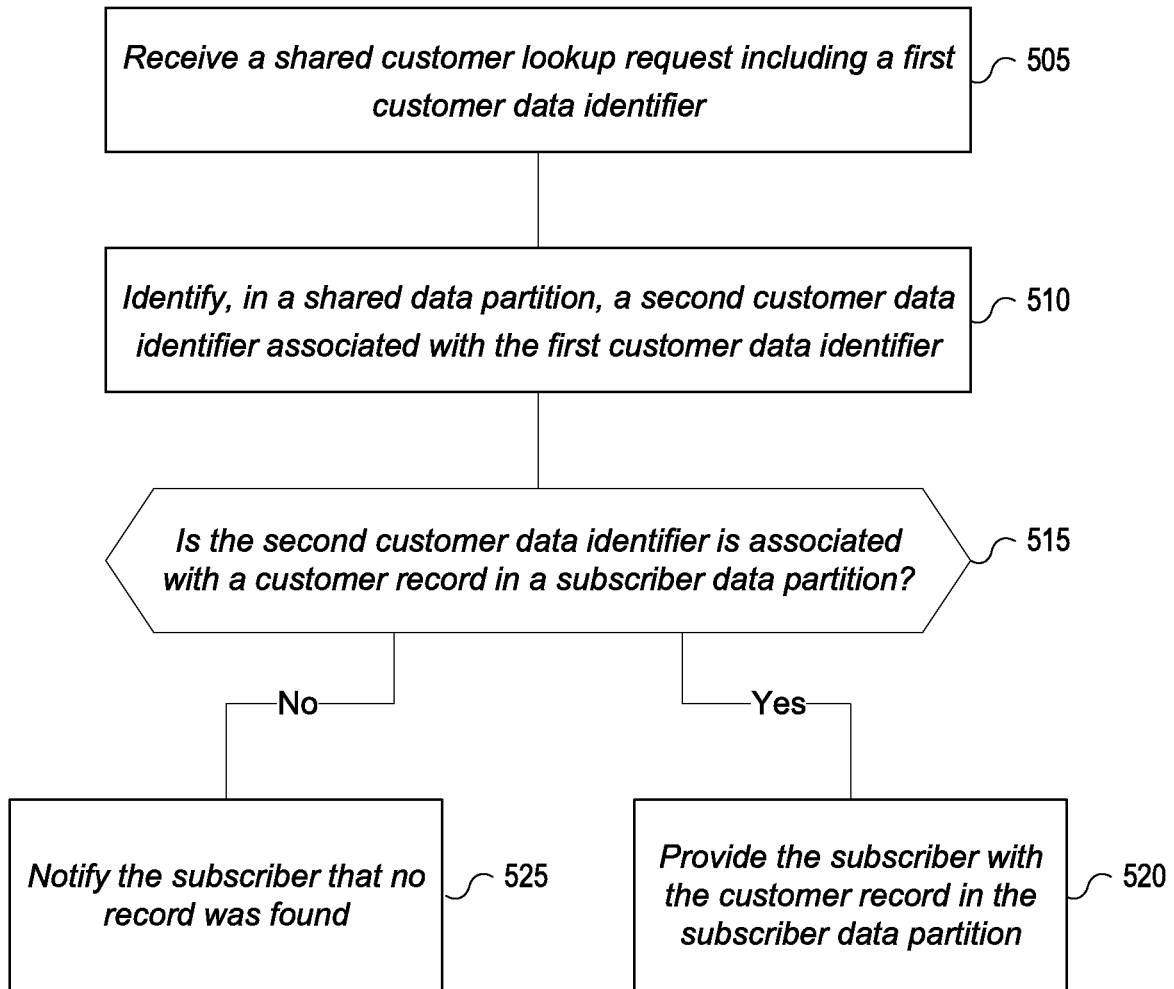 Receive a shared customer lookup request including a first
customer data identifier
505
Identify, in a shared data partition, a second customer data
identifier associated with the first customer data identifier
510
Is the second customer data identifier is associated
with a customer record in a subscriber data partition?
515
No
Yes
Notify the subscriber that no
record was found
525
Provide the subscriber with
the customer record in the
subscriber data partition
520